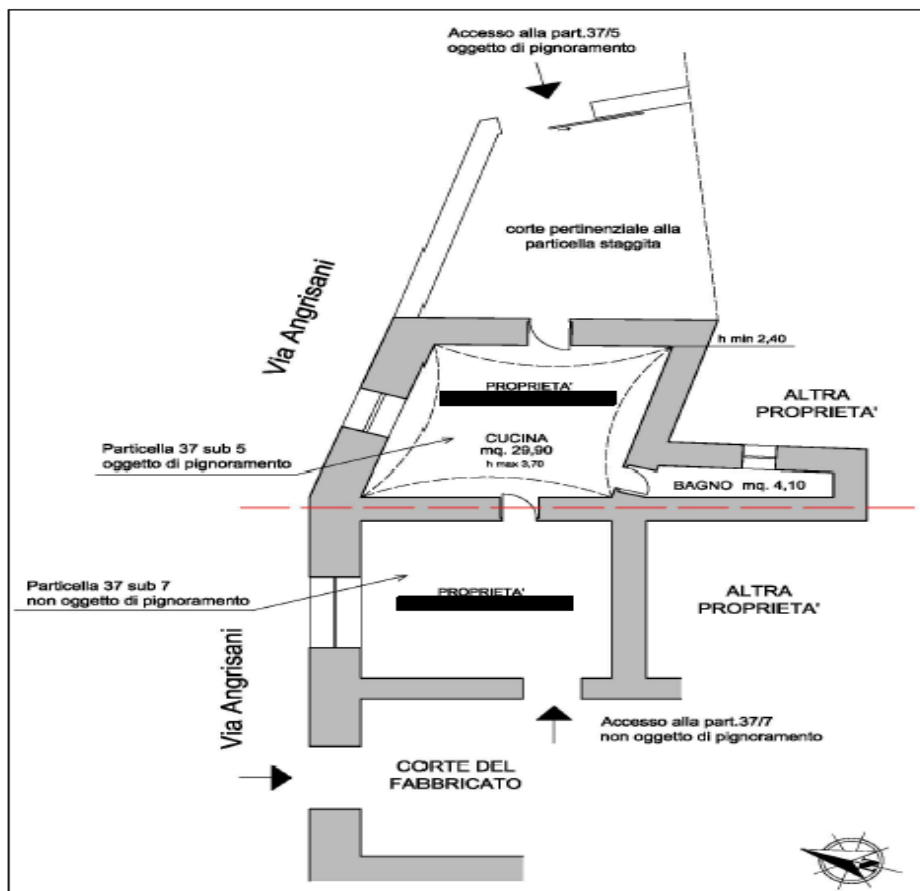 Accesso alla part.37/5
oggetto di pignoramento
corte pertinenziale alla
particella staggita
Via Angrisani
h min 2,40
PROPRIETA'
ALTRA
PROPRIETA'
CUCINA
mq. 29,90
h max 3,70
Particella 37 sub 5
oggetto di pignoramento
BAGNO mq. 4,10
Particella 37 sub 7
non oggetto di pignoramento
PROPRIETA'
ALTRA
PROPRIETA'
Via Angrisani
Accesso alla part.37/7
non oggetto di pignoramento
CORTE DEL
FABBRICATO